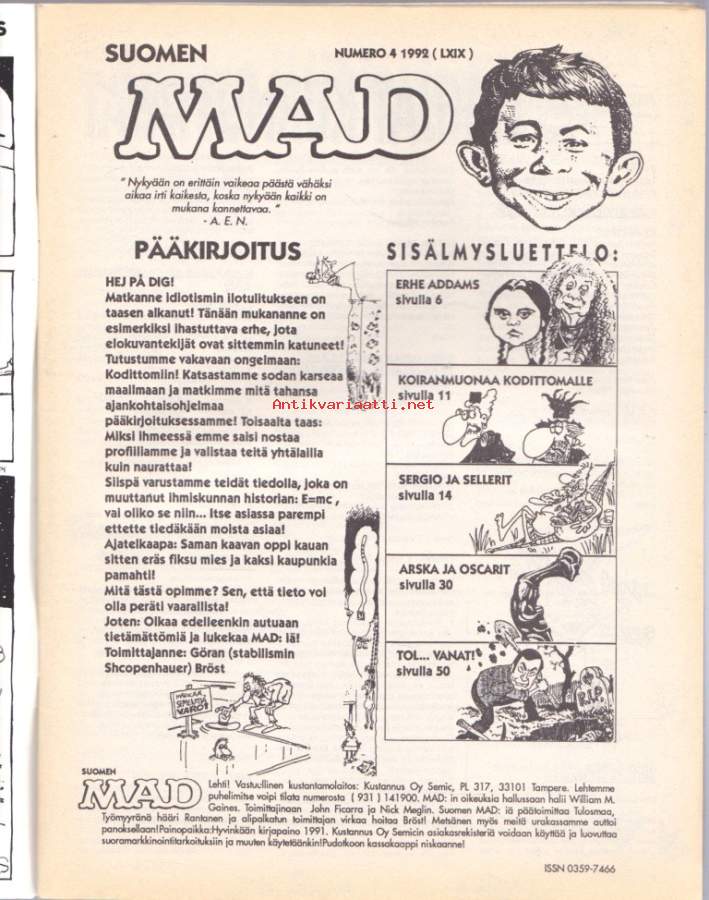 SUOMEN
NUMERO 4 1992 ( LXIX )
MAD
" Nykyään on erittäin vaikeaa päästä vähäksi
aikaa irti kaikesta, koska nykyään kaikki on
mukana kannettavaa. "
- A. E. N.
PÄÄKIRJOITUS
HEJ PÅ DIG!
Matkanne idiotismin ilotulitukseen on
taasen alkanut! Tänään mukananne on
esimerkiksi ihastuttava erhe, jota
elokuvantekijät ovat sittemmin katuneet!
Tutustumme vakavaan ongelmaan:
Kodittomiin! Katsastamme sodan karseaa
maailmaan ja matkimme mitä tahansa
ajankohtaisohjelmaa
pääkirjoituksessamme! Toisaalta taas:
Miksi ihmeessä emme saisi nostaa
profiiliamme ja valistaa teitä yhtälailla
kuin naurattaa!
Siispä varustamme teidät tiedolla, joka on
muuttanut ihmiskunnan historian: E=mc ,
vai oliko se niin... Itse asiassa parempi
ettette tiedäkään moista asiaa!
Ajatelkaapa: Saman kaavan oppi kauan
sitten eräs fiksu mies ja kaksi kaupunkia
pamahti!
Mitä tästä opimme? Sen, että tieto voi
olla peräti vaarallista!
Joten: Olkaa edelleenkin autuaan
tietämättömiä ja lukekaa MAD: iä!
Toimittajanne: Göran (stabilismin
Shcopenhauer) Bröst
VAROT
SISÄLMYSLUETTELO:
ERHE ADDAMS
sivulla 6
KOIRANMUONAA KODITTOMALLE
sivulla 11
Antikvariaatti.net
SERGIO JA SELLERIT
sivulla 14
ARSKA JA OSCARIT
sivulla 30
TOI... VANAT!
sivulla 50
R.I.P
SUOMEN
MAD
Lehti! Vastuullinen kustantamolaitos: Kustannus Oy Semic, PL 317, 33101 Tampere. Lehtemme
puhelimitse voipi tilata numerosta ( 931 ) 141900. MAD: in oikeuksia hallussaan halii William M.
Gaines. Toimittajinaan John Ficarra ja Nick Meglin. Suomen MAD: iä päätoimittaa Tulosmaa,
Työmyyränä hääri Rantanen ja alipalkatun toimittajan virkaa hoitaa Bröst! Metsänen myös meitä urakassamme auttoi
panoksellaan!Painopaikka:Hyvinkään kirjapaino 1991. Kustannus Oy Semicin asiakasrekisteriä voidaan käyttää ja luovuttaa
suoramarkkinointitarkoituksiin ja muuten käytetäänkin!Pudotkoon kassakaappi niskaanne!
ISSN 0359-7466